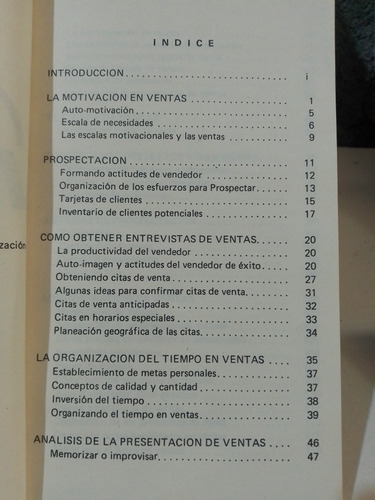 INDICE
INTRODUCCION . . . . . . . . . . . . . . . . . . . . . . . . . . . i
LA MOTIVACION EN VENTAS . . . . . . . . . . . . . . . . . 1
Auto-motivación . . . . . . . . . . . . . . . . . . . . . . . . . 5
Escala de necesidades . . . . . . . . . . . . . . . . . . . . . 6
Las escalas motivacionales y las ventas . . . . . . . . . . 9
PROSPECTACION . . . . . . . . . . . . . . . . . . . . . . . . . . 11
Formando actitudes de vendedor . . . . . . . . . . . . . 12
Organización de los esfuerzos para Prospectar. . . . . 13
Tarjetas de clientes . . . . . . . . . . . . . . . . . . . . . . 15
Inventario de clientes potenciales . . . . . . . . . . . . . 17
COMO OBTENER ENTREVISTAS DE VENTAS. . . . . . 20
La productividad del vendedor . . . . . . . . . . . . . . 20
Auto-imagen y actitudes del vendedor de éxito. . . . . 20
Obteniendo citas de venta . . . . . . . . . . . . . . . . . 27
Algunas ideas para confirmar citas de venta. . . . . . . 31
Citas de venta anticipadas . . . . . . . . . . . . . . . . . 32
Citas en horarios especiales . . . . . . . . . . . . . . . . 33
Planeación geográfica de las citas. . . . . . . . . . . . . 34
LA ORGANIZACION DEL TIEMPO EN VENTAS . . . . 35
Establecimiento de metas personales . . . . . . . . . . . 37
Conceptos de calidad y cantidad . . . . . . . . . . . . . 37
Inversión del tiempo . . . . . . . . . . . . . . . . . . . . . 38
Organizando el tiempo en ventas . . . . . . . . . . . . . 39
ANALISIS DE LA PRESENTACION DE VENTAS . . . . 46
Memorizar o improvisar. . . . . . . . . . . . . . . . . . . 47
zación